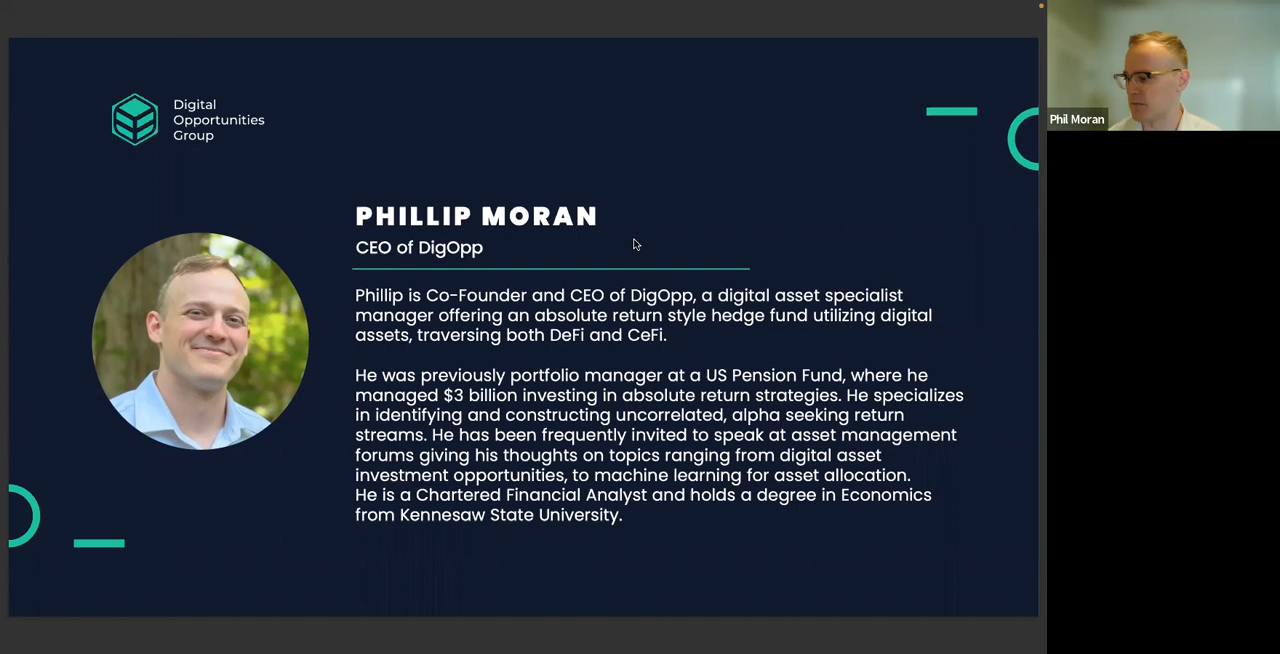 Digital
Opportunities
Group
PHILLIP MORAN
CEO of DigOpp
Phillip is Co-Founder and CEO of DigOpp, a digital asset specialist
manager offering an absolute return style hedge fund utilizing digital
assets, traversing both DeFi and CeFi.
He was previously portfolio manager at a US Pension Fund, where he
managed $3 billion investing in absolute return strategies. He specializes
in identifying and constructing uncorrelated, alpha seeking return
streams. He has been frequently invited to speak at asset management
forums giving his thoughts on topics ranging from digital asset
investment opportunities, to machine learning for asset allocation.
He is a Chartered Financial Analyst and holds a degree in Economics
from Kennesaw State University.
Phil Moran